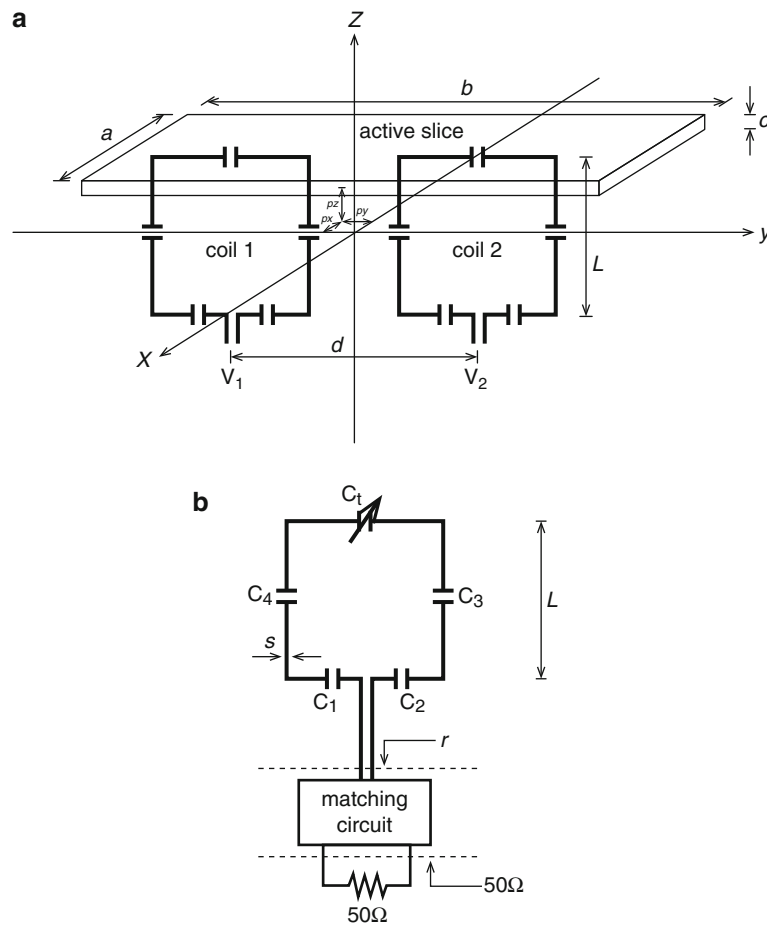 a
Z
b
a
active slice
c
pz
px
py
y
coil 1
coil 2
L
X
d
V1
V2
b
Ct
C4
C3
L
s
C1
C2
r
matching
circuit
50Ω
50Ω